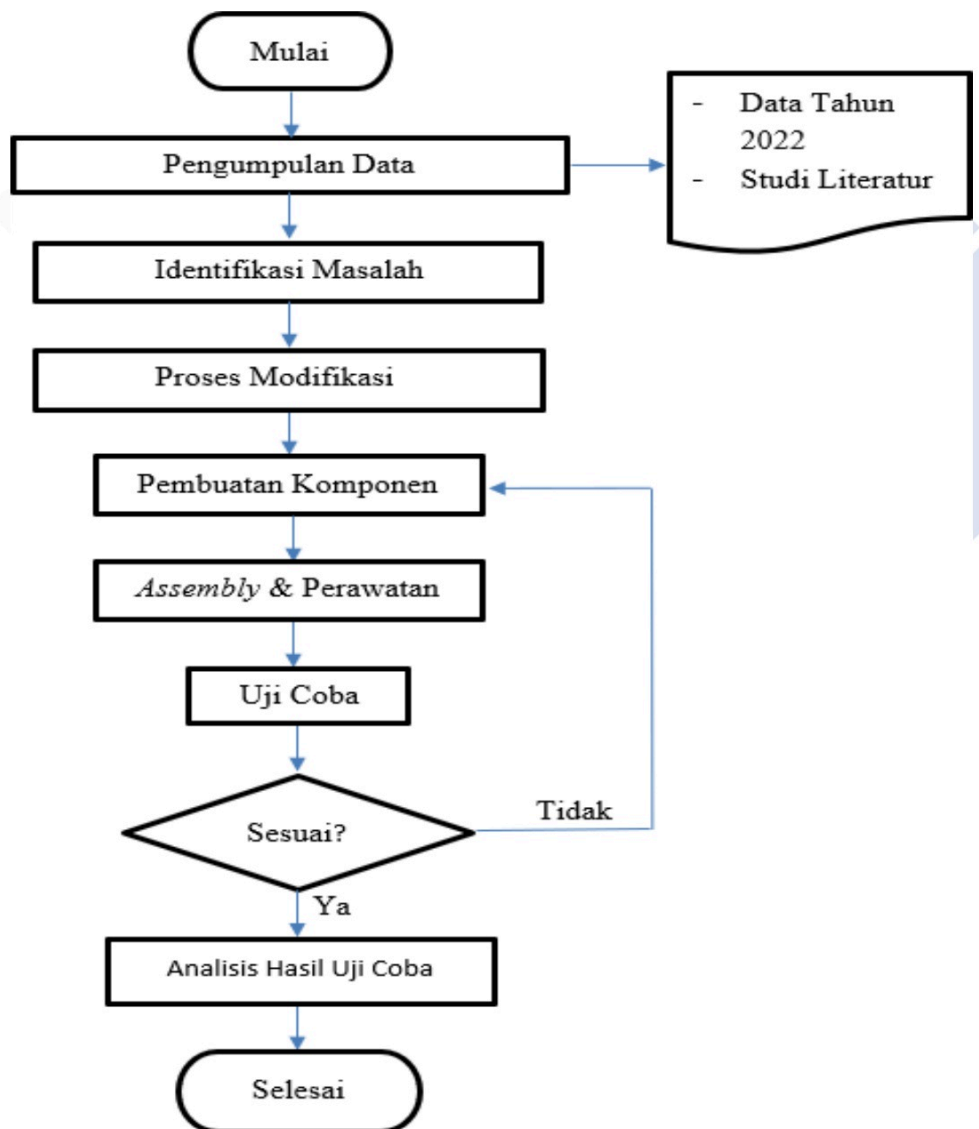 Mulai
Pengumpulan Data
- Data Tahun
2022
- Studi Literatur
Identifikasi Masalah
Proses Modifikasi
Pembuatan Komponen
Assembly & Perawatan
Uji Coba
Sesuai?
Tidak
Ya
Analisis Hasil Uji Coba
Selesai